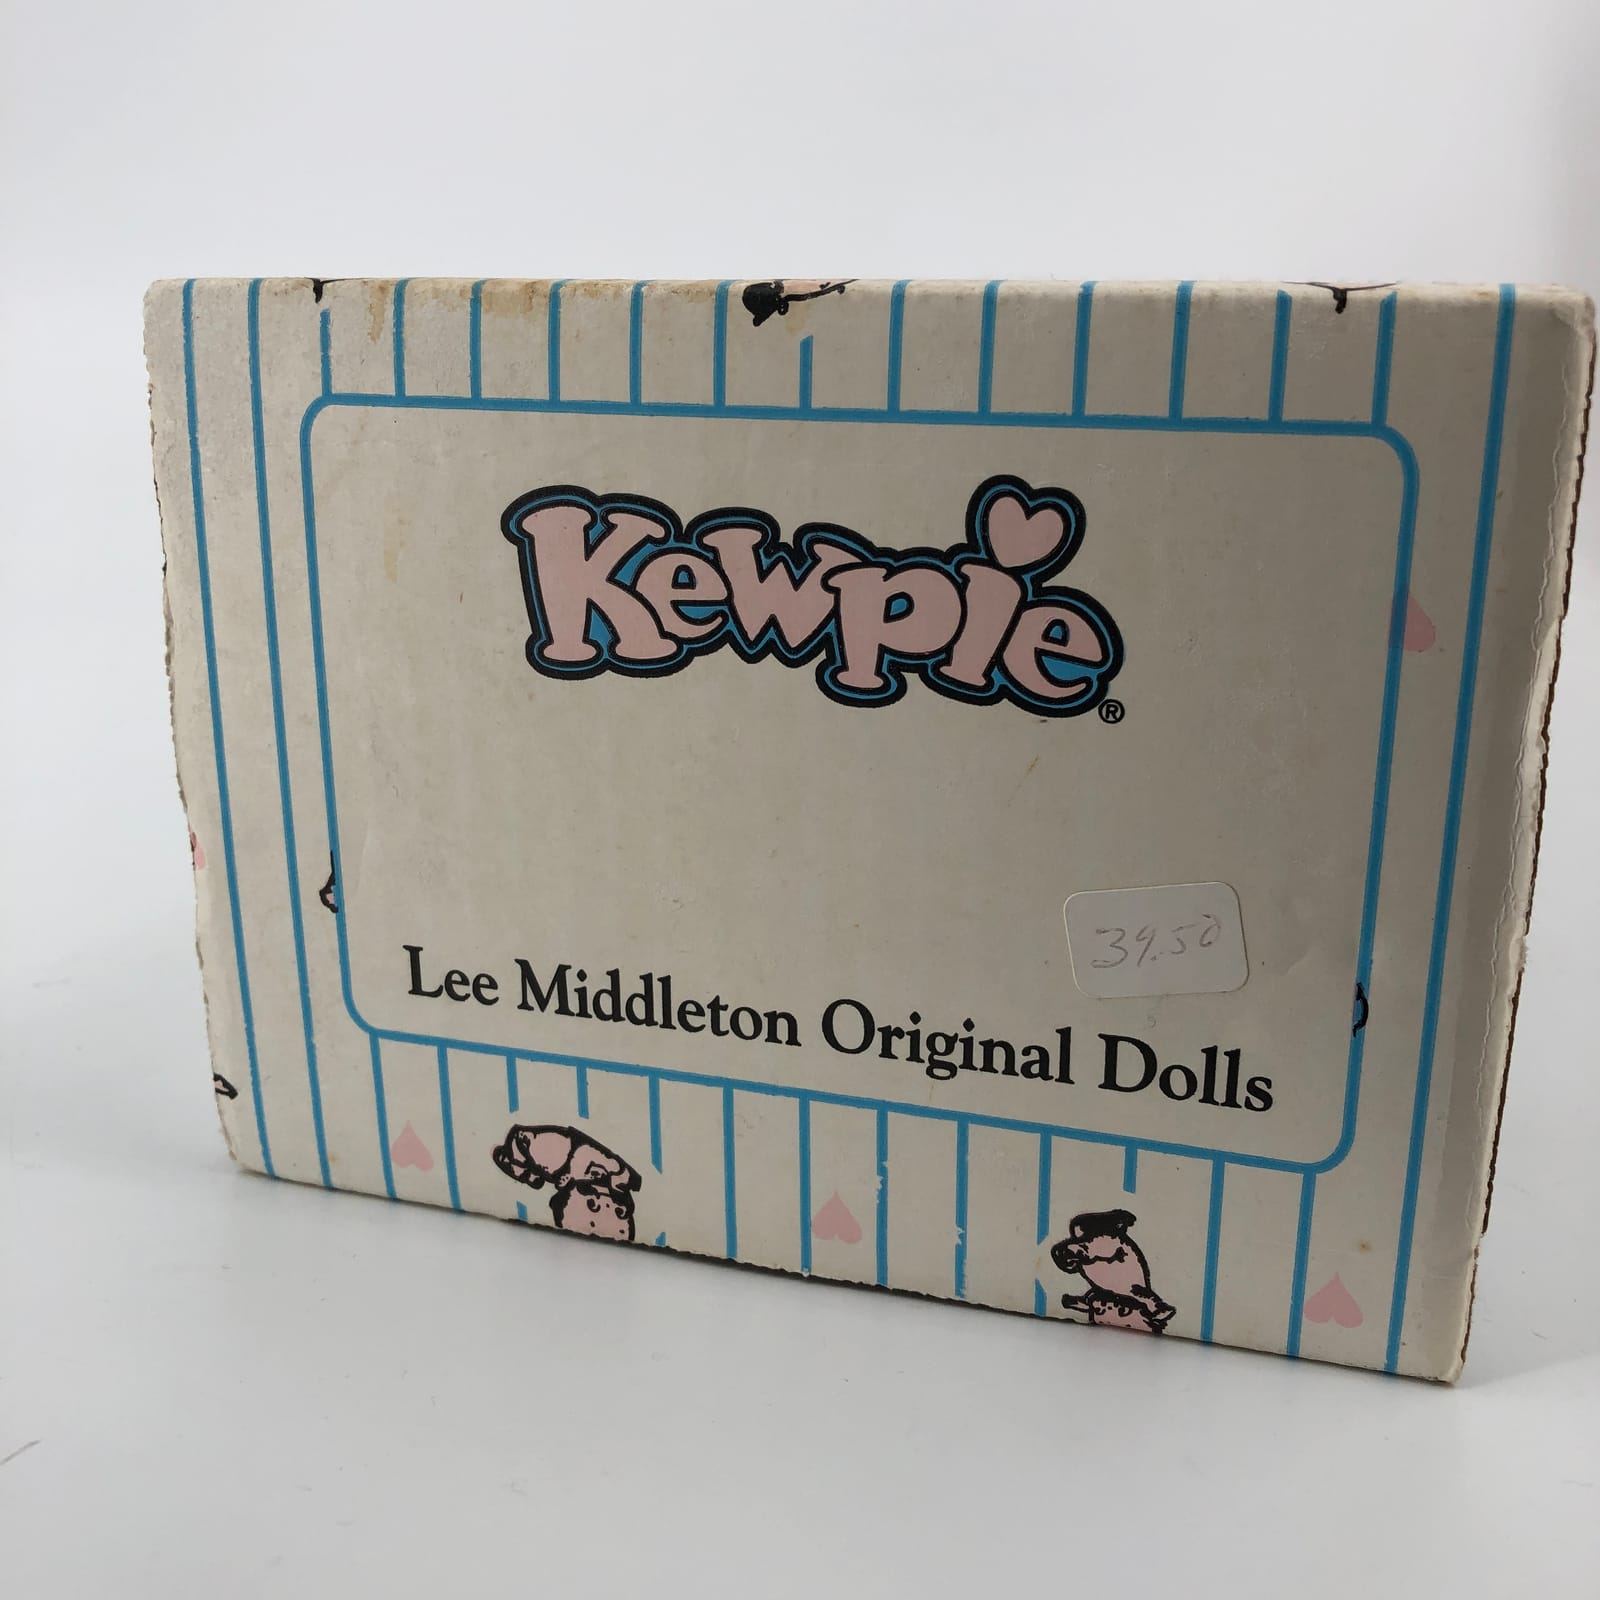 Kewpie®
39.50
Lee Middleton Original Dolls